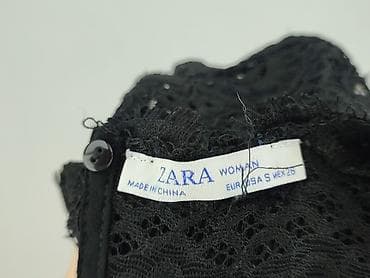 ZARA WOMAN
MADE IN CHINA EUR S USA S MEX 26